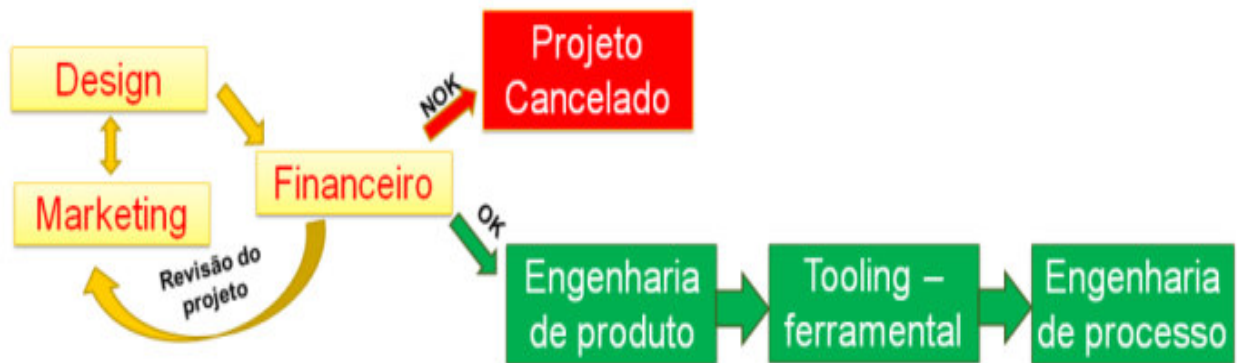 Design
Marketing
Revisão do
projeto
Financeiro
NOK
Projeto
Cancelado
OK
Engenharia
de produto
Tooling –
ferramental
Engenharia
de processo